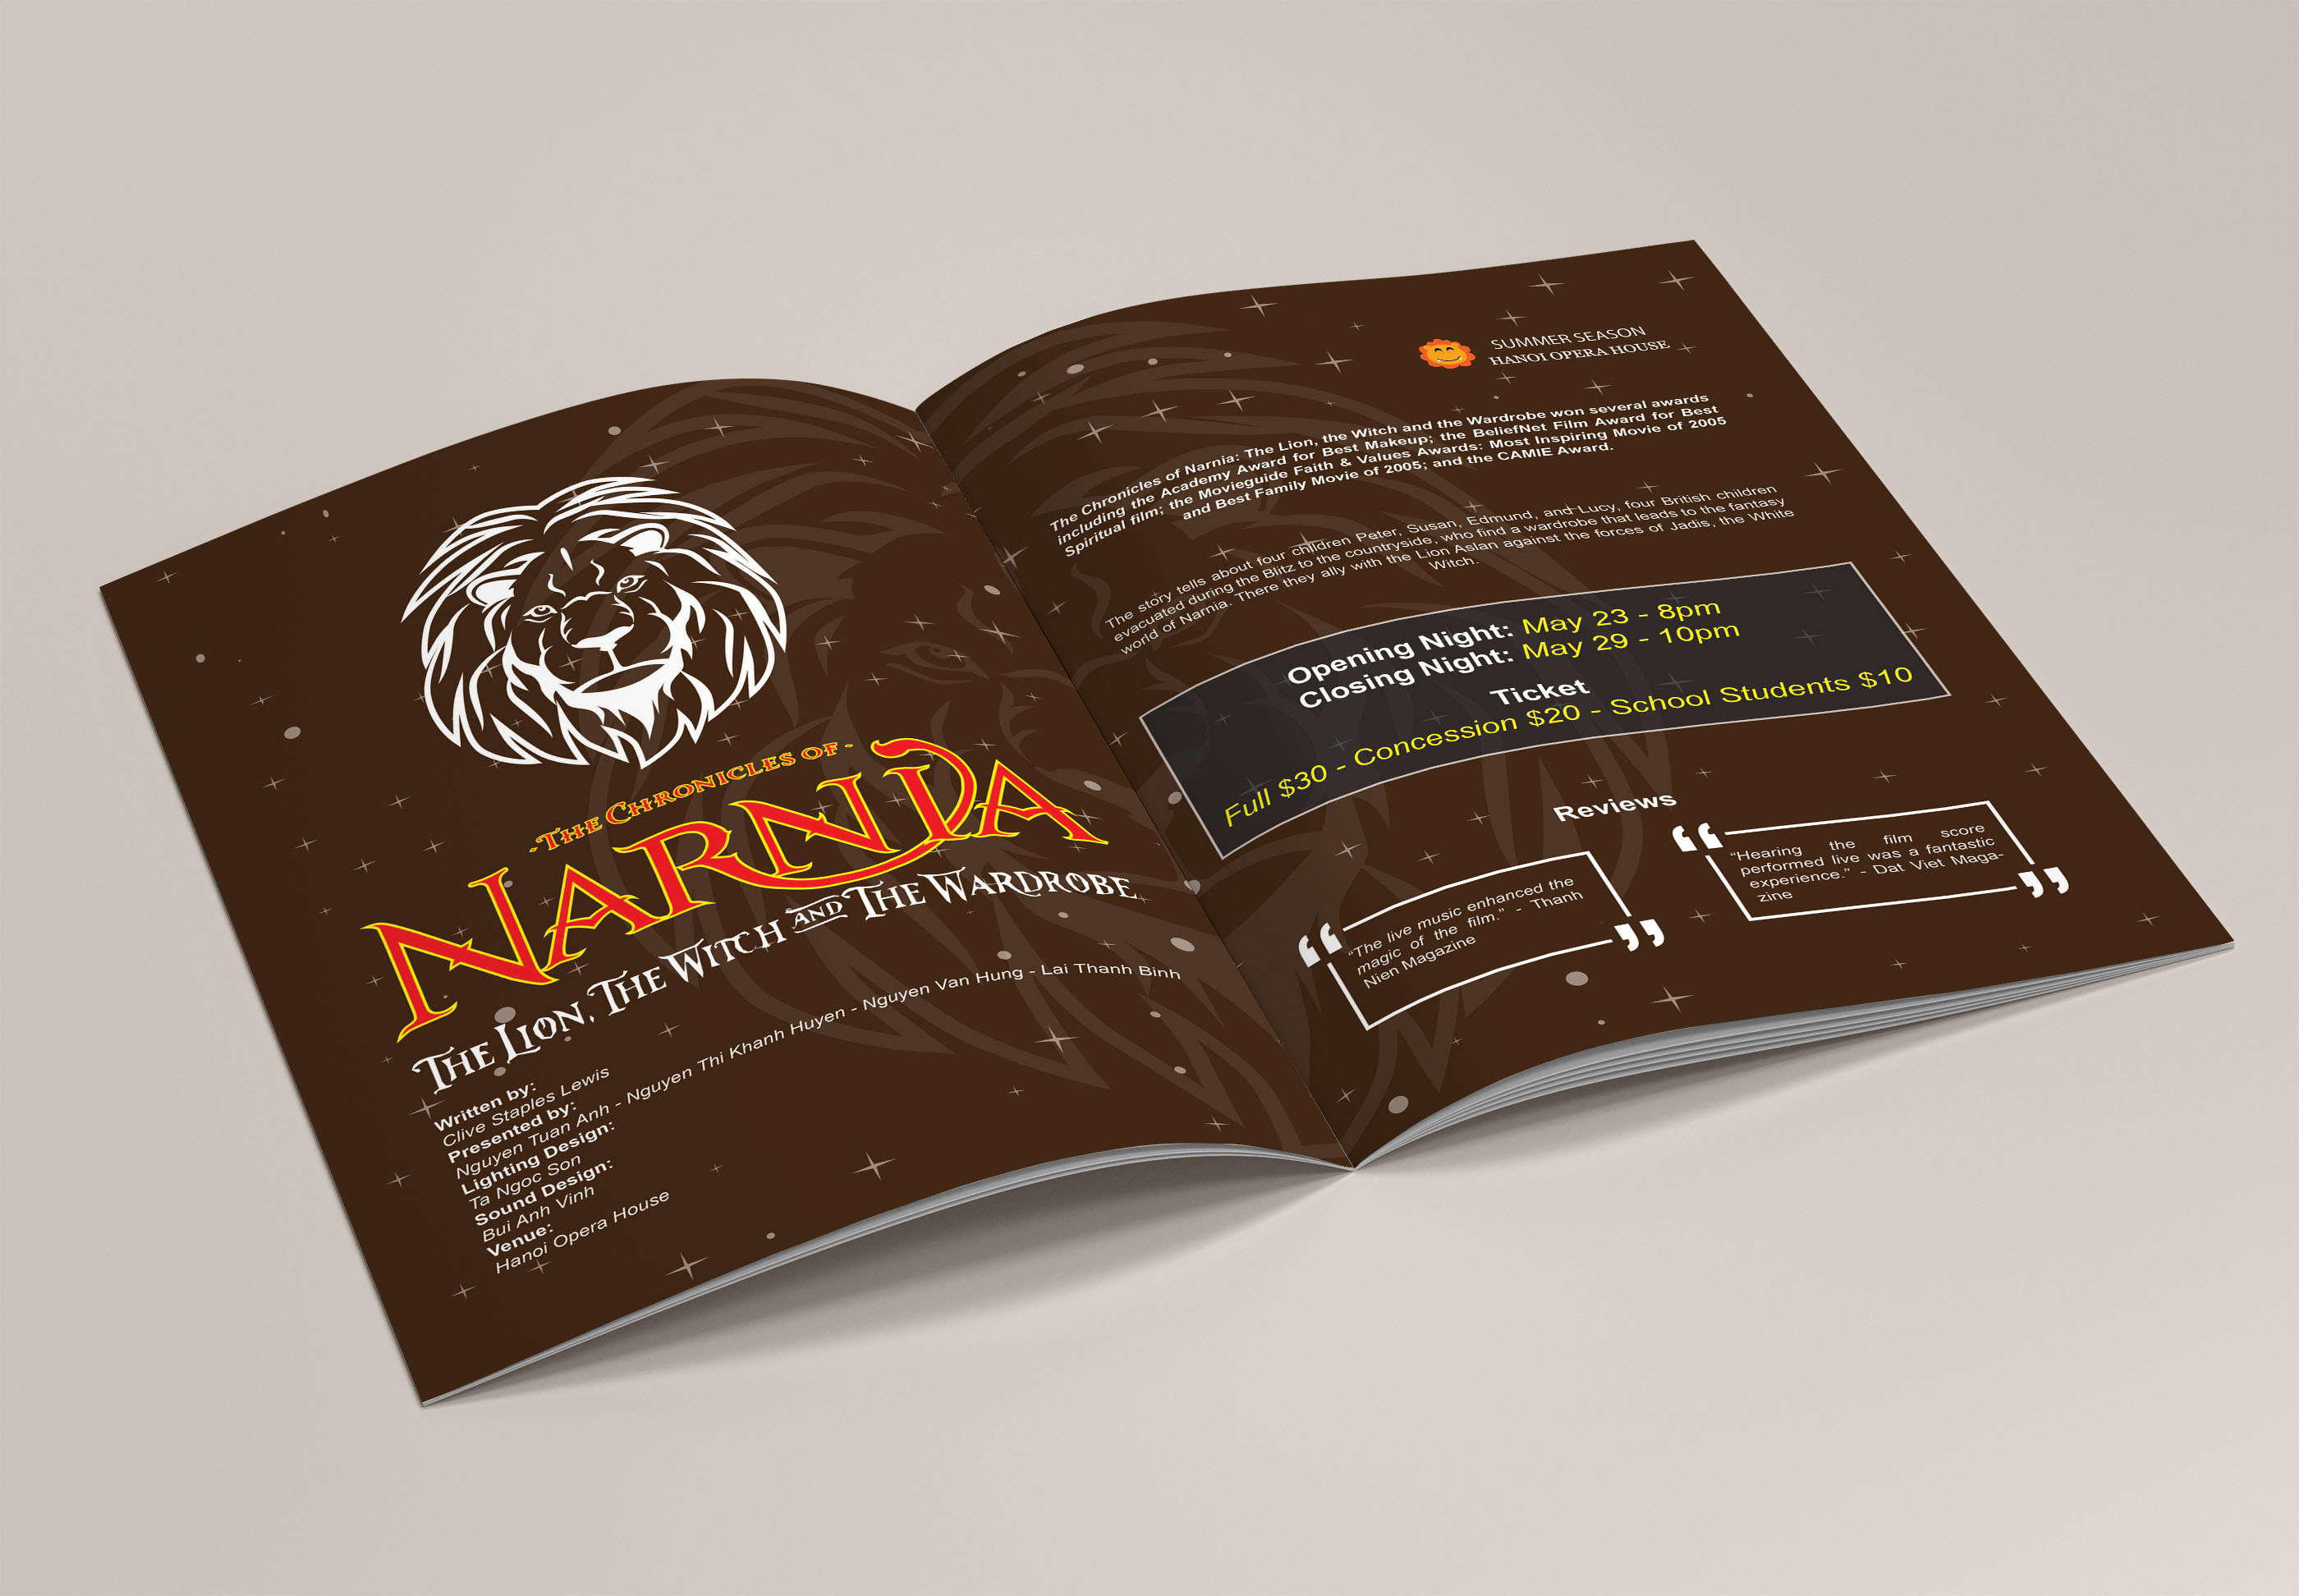 -The Chronicles of-
Narnia
The Lion, The Witch and The Wardrobe
Written by:
Clive Staples Lewis
Presented by:
Nguyen Tuan Anh - Nguyen Thi Khanh Huyen - Nguyen Van Hung - Lai Thanh Binh
Lighting Design:
Ta Ngoc Son
Sound Design:
Bui Anh Vinh
Venue:
Hanoi Opera House
SUMMER SEASON
HANOI OPERA HOUSE
The Chronicles of Narnia: The Lion, the Witch and the Wardrobe won several awards
including the Academy Award for Best Makeup; the BeliefNet Film Award for Best
Spiritual film; the Movieguide Faith & Values Awards: Most Inspiring Movie of 2005
and Best Family Movie of 2005; and the CAMIE Award.
The story tells about four children Peter, Susan, Edmund, and Lucy, four British children
evacuated during the Blitz to the countryside, who find a wardrobe that leads to the fantasy
world of Narnia. There they ally with the Lion Aslan against the forces of Jadis, the White
Witch.
Opening Night: May 23 - 8pm
Closing Night: May 29 - 10pm
Ticket
Full $30 - Concession $20 - School Students $10
Reviews
“The live music enhanced the
magic of the film.” - Thanh
Nien Magazine
“Hearing the film score
performed live was a fantastic
experience.” - Dat Viet Maga-
zine